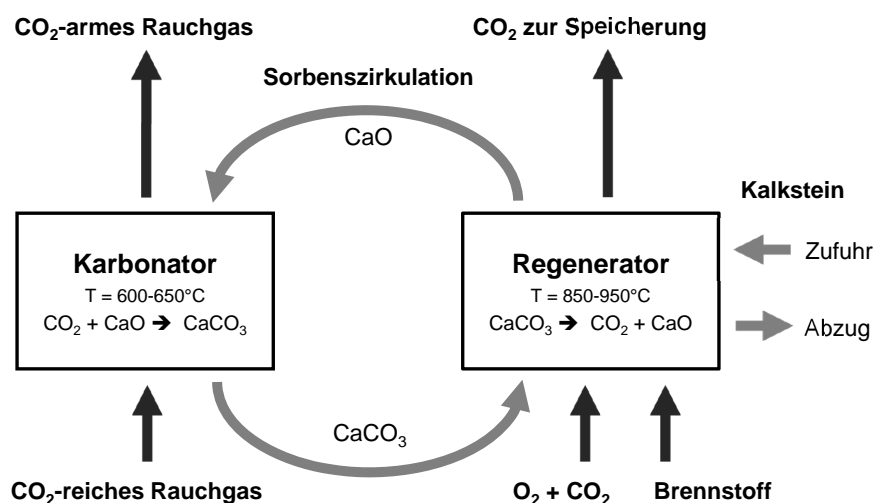 CO₂-armes Rauchgas
CO₂ zur Speicherung
Sorbenszirkulation
CaO
Kalkstein
Karbonator
T = 600-650°C
CO₂ + CaO ➔ CaCO₃
Regenerator
T = 850-950°C
CaCO₃ ➔ CO₂ + CaO
Zufuhr
Abzug
CaCO₃
CO₂-reiches Rauchgas
O₂ + CO₂
Brennstoff